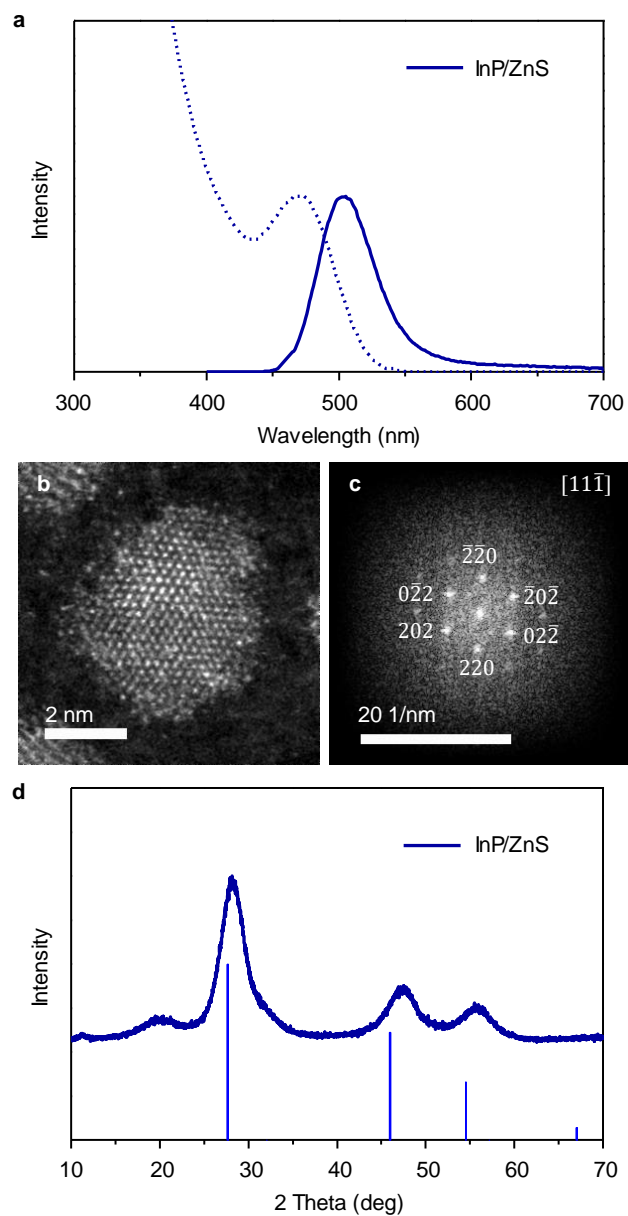 a
InP/ZnS
Intensity
300 400 500 600 700
Wavelength (nm)
b
2 nm
c
[111̄]
2̄2̄0
02̄2 2̄02̄
202 022̄
220
20 1/nm
d
InP/ZnS
Intensity
10 20 30 40 50 60 70
2 Theta (deg)